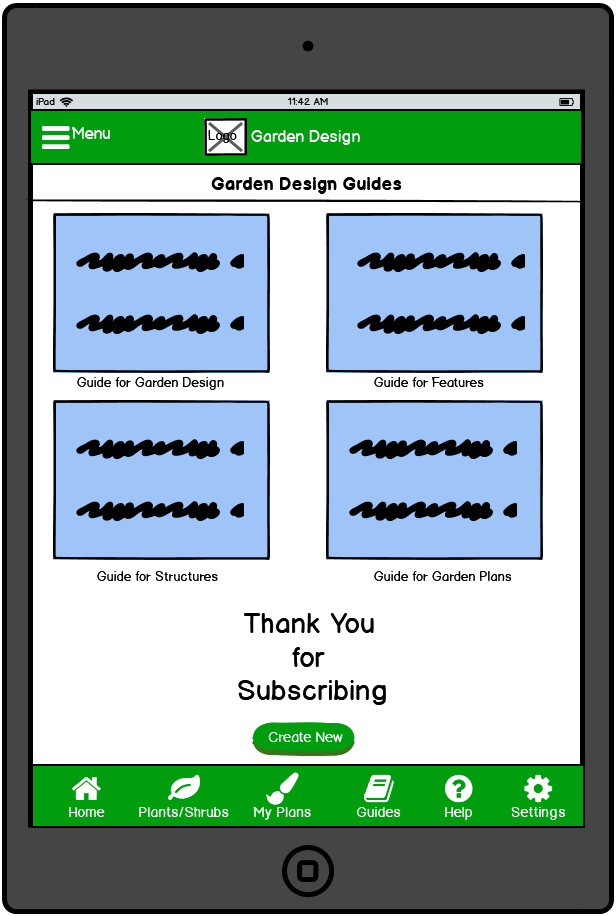 iPad 11:42 AM
Menu Logo Garden Design
Garden Design Guides
Guide for Garden Design Guide for Features
Guide for Structures Guide for Garden Plans
Thank You
for
Subscribing
Create New
Home Plants/Shrubs My Plans Guides Help Settings